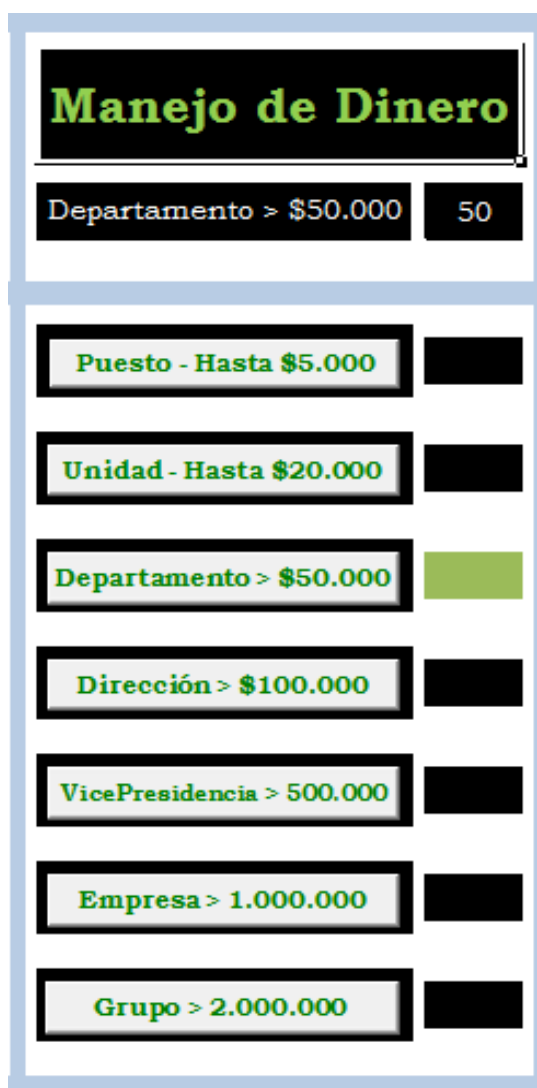 Manejo de Dinero
Departamento > $50.000 50
Puesto - Hasta $5.000
Unidad - Hasta $20.000
Departamento > $50.000
Dirección > $100.000
VicePresidencia > 500.000
Empresa > 1.000.000
Grupo > 2.000.000